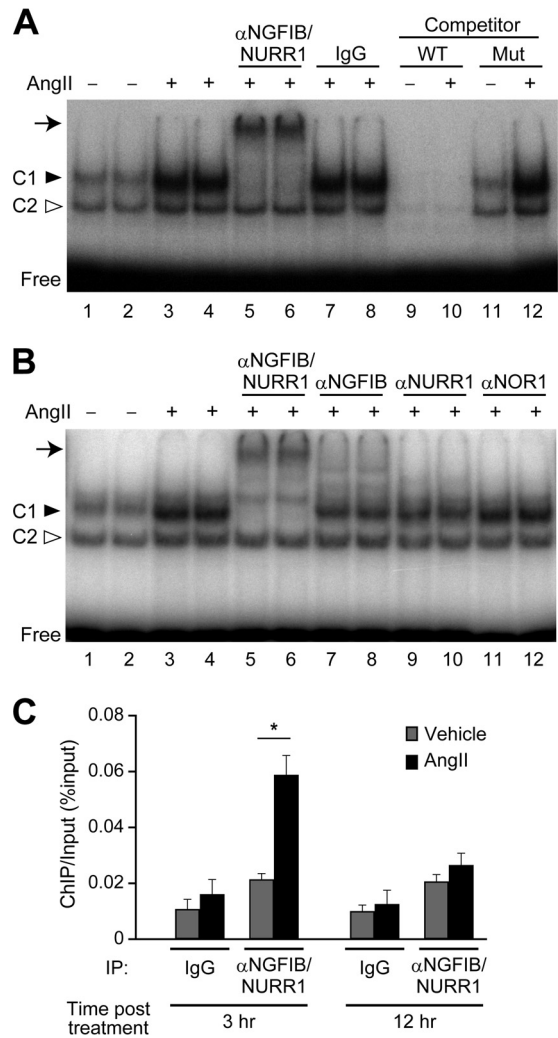 A
Competitor
αNGFIB/
NURR1 IgG WT Mut
AngII – – + + + + + + – + – +
C1
C2
Free
1 2 3 4 5 6 7 8 9 10 11 12
B
αNGFIB/
NURR1 αNGFIB αNURR1 αNOR1
AngII – – + + + + + + + + + +
C1
C2
Free
1 2 3 4 5 6 7 8 9 10 11 12
C
0.08
0.06
0.04
0.02
0
ChIP/Input (%input)
*
Vehicle
AngII
IP: IgG αNGFIB/ IgG αNGFIB/
NURR1 NURR1
Time post
treatment 3 hr 12 hr